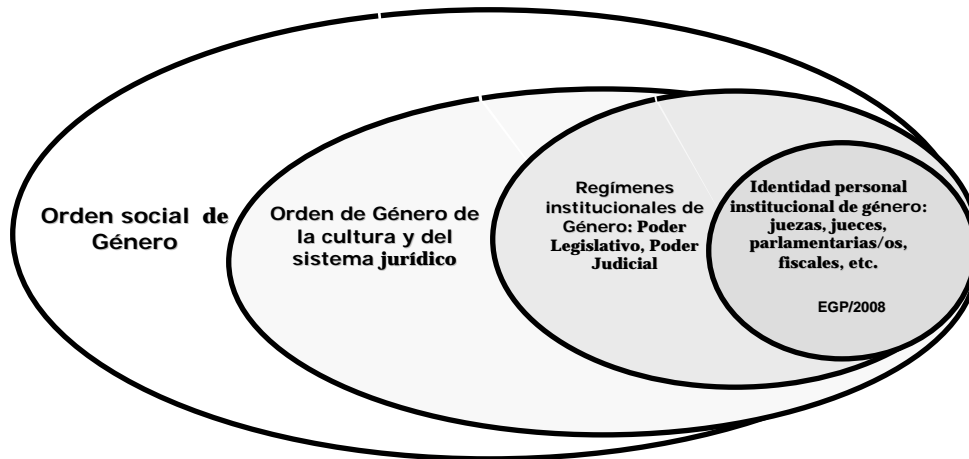 Orden social de
Género
Orden de Género de
la cultura y del
sistema jurídico
Regímenes
institucionales de
Género: Poder
Legislativo, Poder
Judicial
Identidad personal
institucional de género:
juezas, jueces,
parlamentarias/os,
fiscales, etc.
EGP/2008